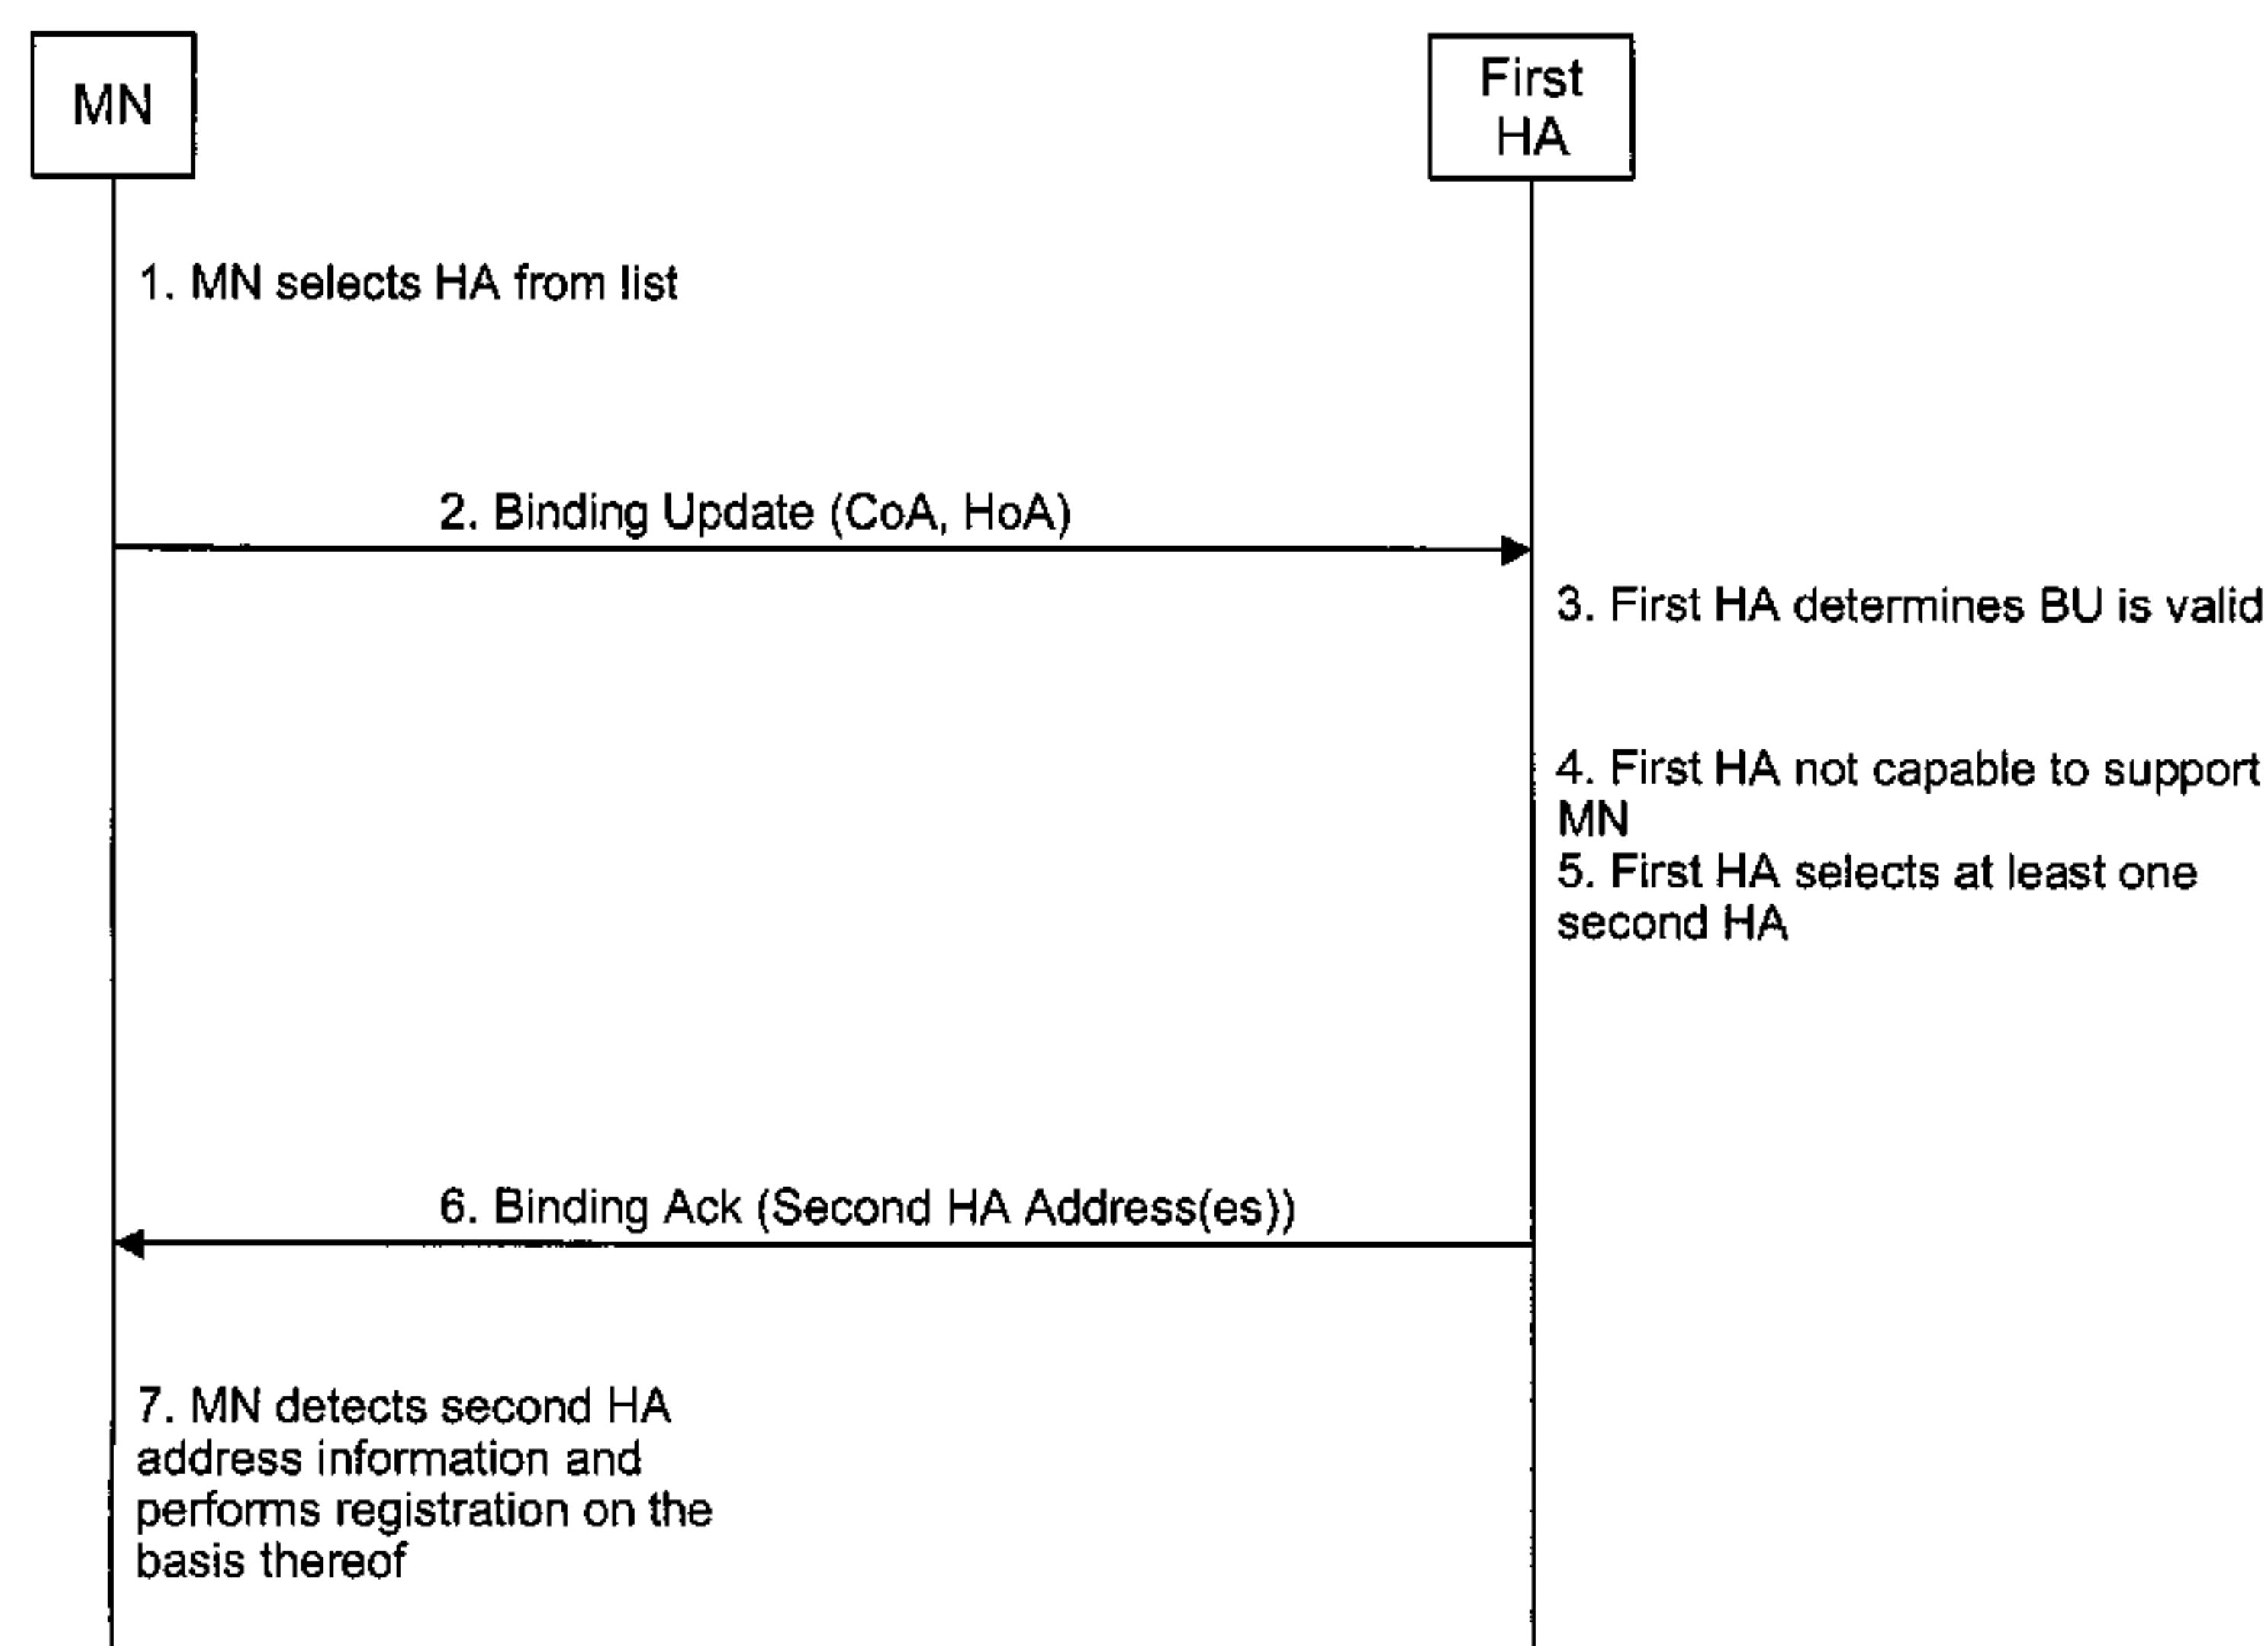 MN
First
HA
1. MN selects HA from list
2. Binding Update (CoA, HoA)
3. First HA determines BU is valid
4. First HA not capable to support
MN
5. First HA selects at least one
second HA
6. Binding Ack (Second HA Address(es))
7. MN detects second HA
address information and
performs registration on the
basis thereof